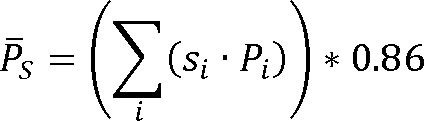 P̄_S = (∑_i (s_i · P_i)) * 0.86